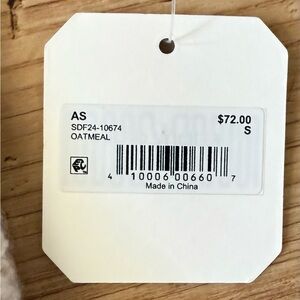 AS
$72.00
SDF24-10674
S
OATMEAL
4 10006 00660 7
Made in China